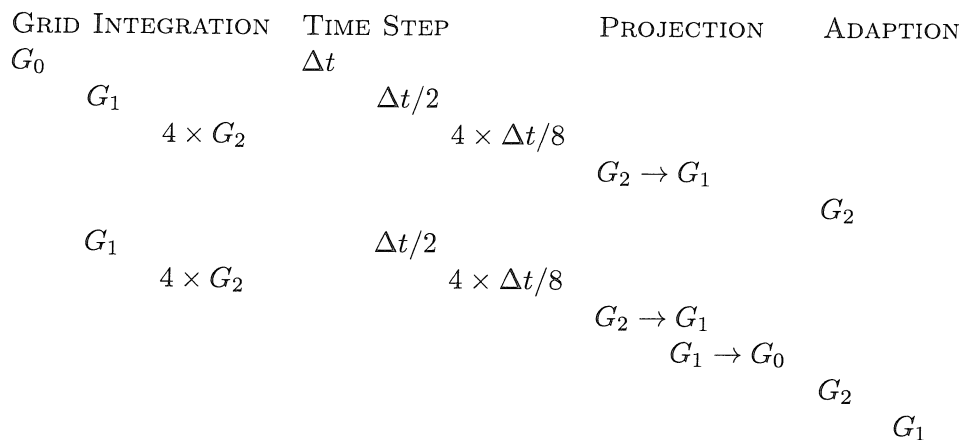 GRID INTEGRATION TIME STEP PROJECTION ADAPTION
G₀ Δt
G₁ Δt/2
4 × G₂ 4 × Δt/8
G₂ → G₁
G₂
G₁ Δt/2
4 × G₂ 4 × Δt/8
G₂ → G₁
G₁ → G₀
G₂
G₁